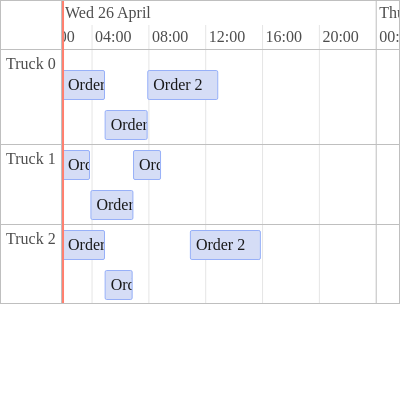 Wed 26 April Thu
00 04:00 08:00 12:00 16:00 20:00 00:
Truck 0
Order Order 2
Order
Truck 1
Orc Orc
Order
Truck 2
Order Order 2
Orc